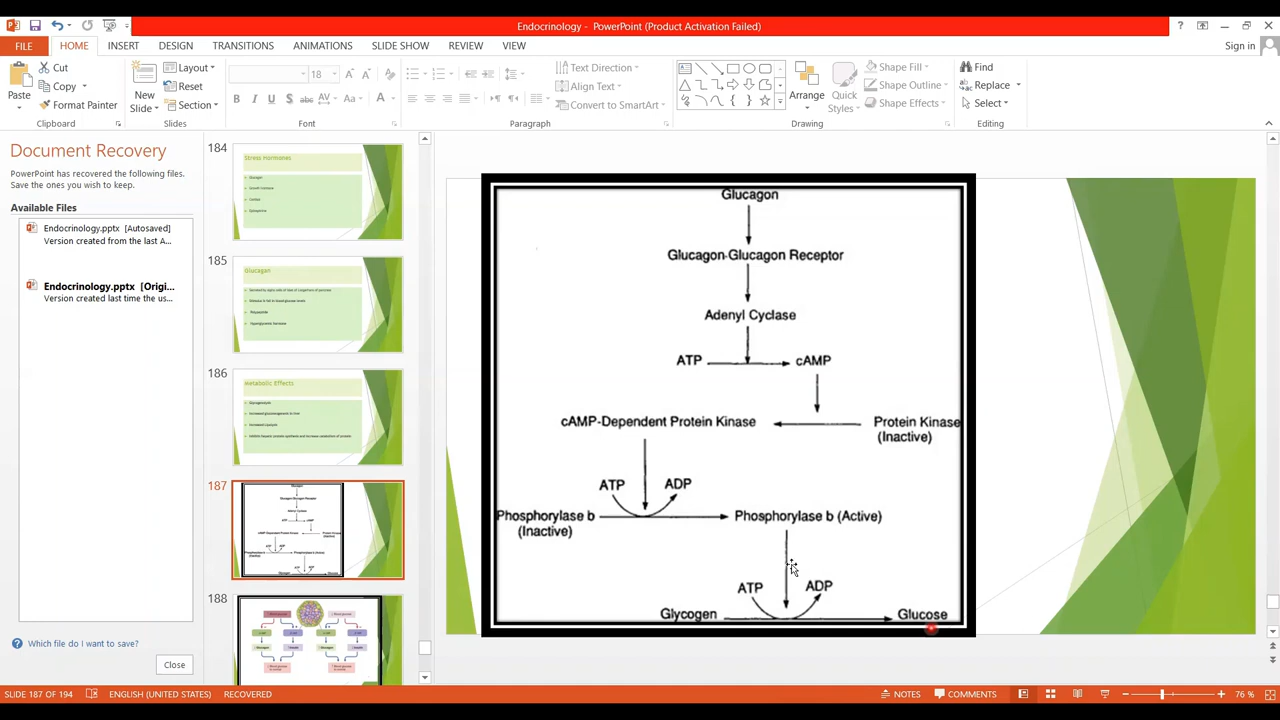 Endocrinology - PowerPoint (Product Activation Failed)
FILE HOME INSERT DESIGN TRANSITIONS ANIMATIONS SLIDE SHOW REVIEW VIEW Sign in
Paste
Cut
Copy
Format Painter
Clipboard
New Slide
Layout
Reset
Section
Slides
18
Font
Text Direction
Align Text
Convert to SmartArt
Paragraph
Arrange
Quick Styles
Shape Fill
Shape Outline
Shape Effects
Drawing
Find
Replace
Select
Editing
Document Recovery
PowerPoint has recovered the following files.
Save the ones you wish to keep.
Available Files
Endocrinology.pptx [Autosaved]
Version created from the last A...
Endocrinology.pptx [Origi...
Version created last time the us...
Which file do I want to save?
Close
184
Stress Hormones
185
Glucagan
186
Metabolic Effects
187
188
Glucagon
Glucagon-Glucagon Receptor
Adenyl Cyclase
ATP cAMP
cAMP-Dependent Protein Kinase Protein Kinase
(Inactive)
ATP ADP
Phosphorylase b Phosphorylase b (Active)
(Inactive)
ATP ADP
Glycogen Glucose
SLIDE 187 OF 194 ENGLISH (UNITED STATES) RECOVERED NOTES COMMENTS 76 %